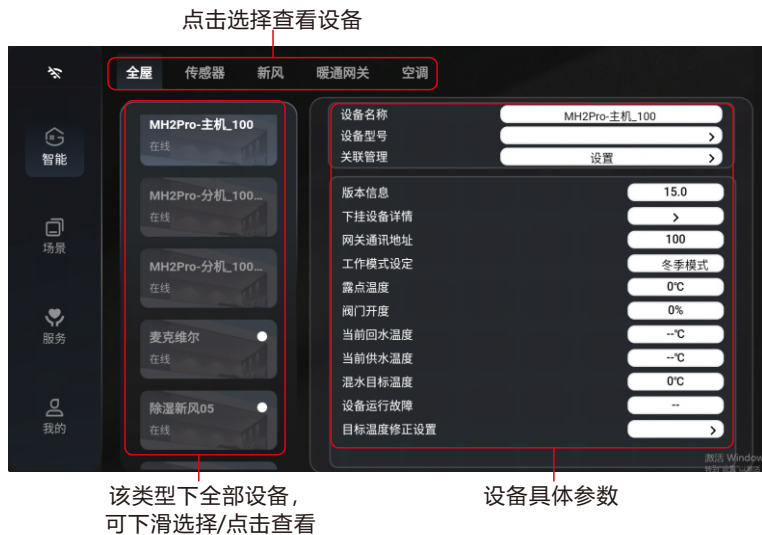 点击选择查看设备
全屋 传感器 新风 暖通网关 空调
智能
场景
服务
我的
MH2Pro-主机_100
在线
MH2Pro-分机_100...
在线
MH2Pro-分机_100...
在线
麦克维尔
在线
除湿新风05
在线
设备名称 MH2Pro-主机_100
设备型号 >
关联管理 设置 >
版本信息 15.0
下挂设备详情 >
网关通讯地址 100
工作模式设定 冬季模式
露点温度 0℃
阀门开度 0%
当前回水温度 --℃
当前供水温度 --℃
混水目标温度 0℃
设备运行故障 --
目标温度修正设置 >
激活 Window
该类型下全部设备，
可下滑选择/点击查看
设备具体参数